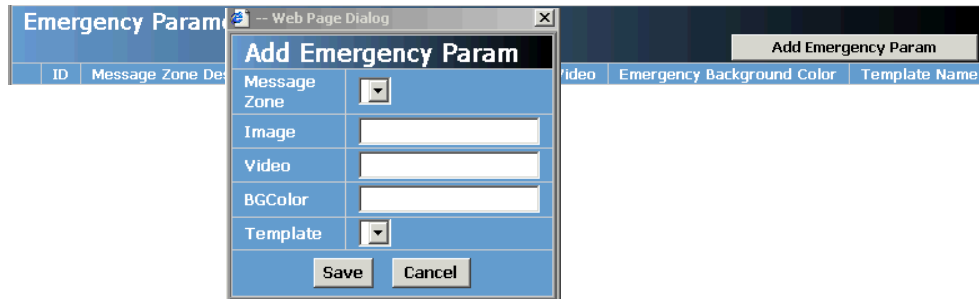 Emergency Param
-- Web Page Dialog
Add Emergency Param
Add Emergency Param
ID Message Zone Des
Video Emergency Background Color Template Name
Message
Zone
Image
Video
BGColor
Template
Save Cancel